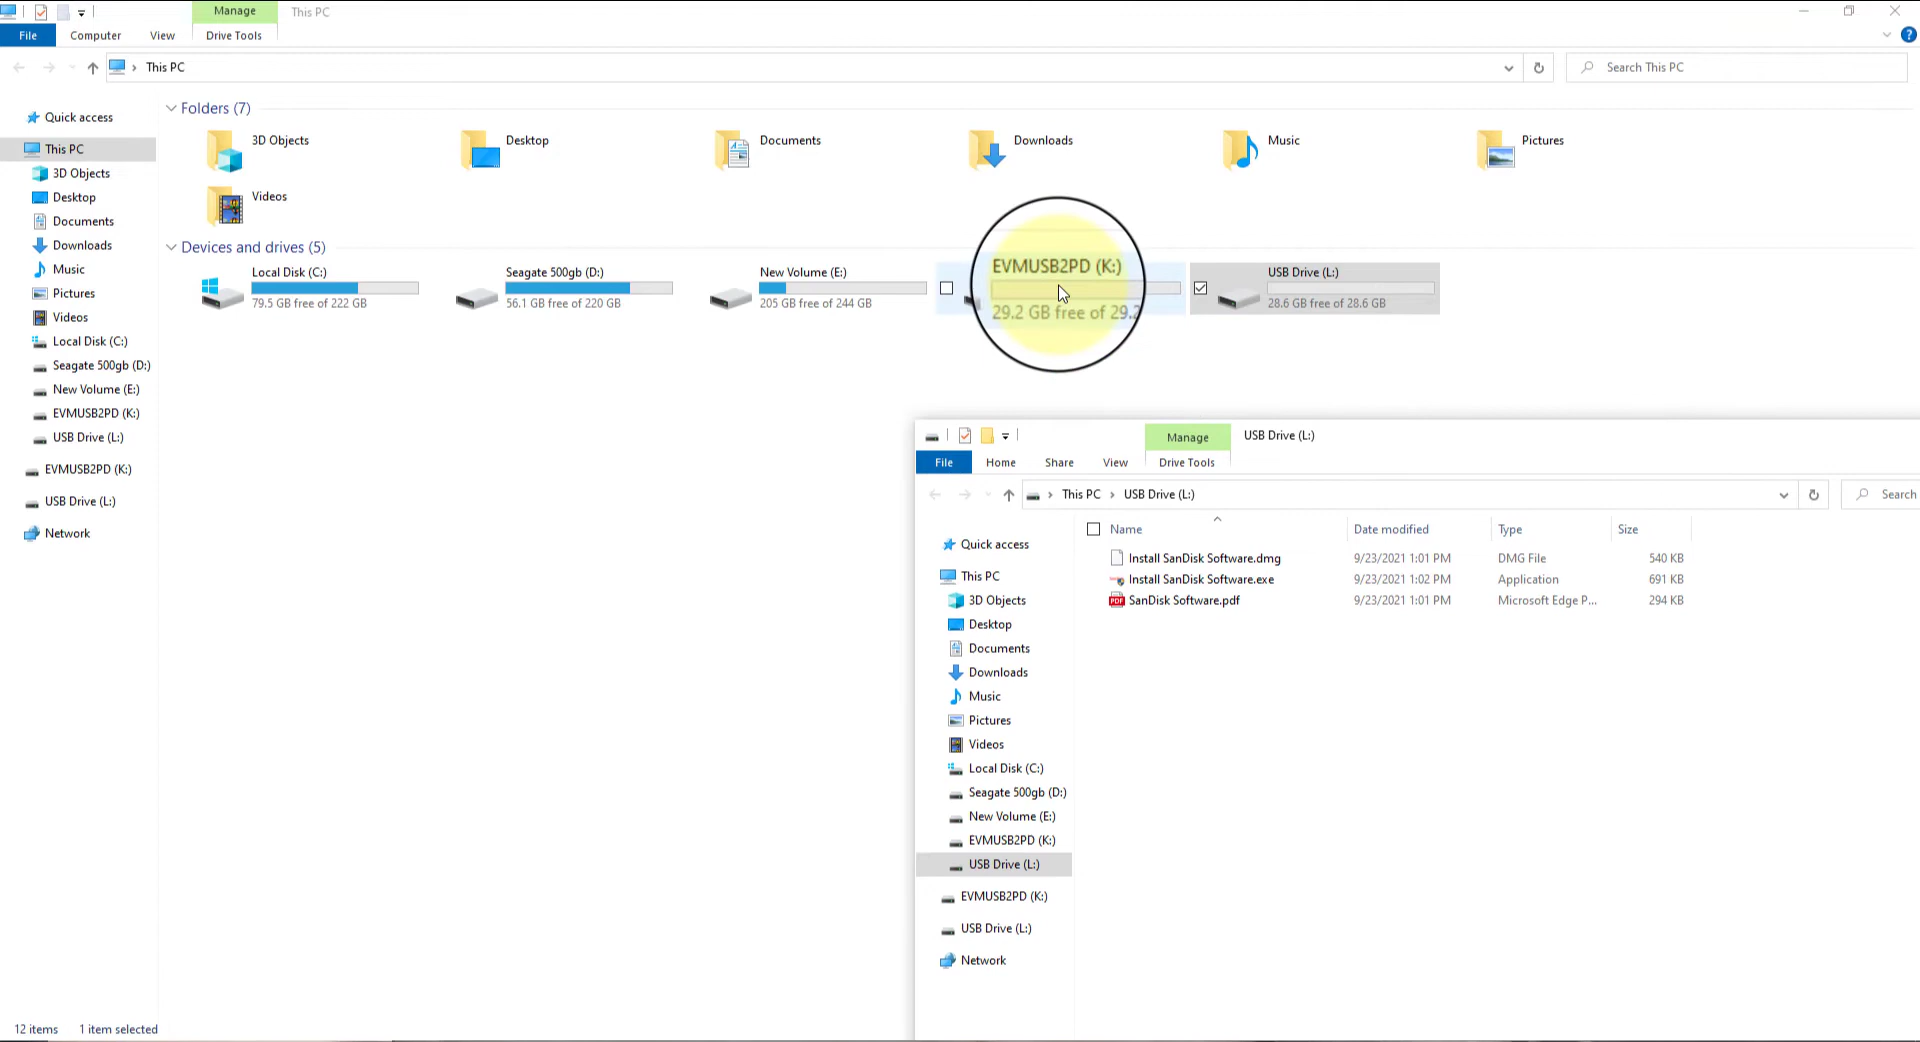 Manage
This PC
File
Computer
View
Drive Tools
This PC
Search This PC
Quick access
This PC
3D Objects
Desktop
Documents
Downloads
Music
Pictures
Videos
Local Disk (C:)
Seagate 500gb (D:)
New Volume (E:)
EVMUSB2PD (K:)
USB Drive (L:)
EVMUSB2PD (K:)
USB Drive (L:)
Network
Folders (7)
3D Objects
Desktop
Documents
Downloads
Music
Pictures
Videos
Devices and drives (5)
Local Disk (C:)
79.5 GB free of 222 GB
Seagate 500gb (D:)
56.1 GB free of 220 GB
New Volume (E:)
205 GB free of 244 GB
EVMUSB2PD (K:)
29.2 GB free of 29.2
USB Drive (L:)
28.6 GB free of 28.6 GB
Manage
USB Drive (L:)
File
Home
Share
View
Drive Tools
This PC
USB Drive (L:)
Search
Quick access
This PC
3D Objects
Desktop
Documents
Downloads
Music
Pictures
Videos
Local Disk (C:)
Seagate 500gb (D:)
New Volume (E:)
EVMUSB2PD (K:)
USB Drive (L:)
EVMUSB2PD (K:)
USB Drive (L:)
Network
Name Date modified Type Size
Install SanDisk Software.dmg 9/23/2021 1:01 PM DMG File 540 KB
Install SanDisk Software.exe 9/23/2021 1:02 PM Application 691 KB
SanDisk Software.pdf 9/23/2021 1:01 PM Microsoft Edge P... 294 KB
12 items 1 item selected